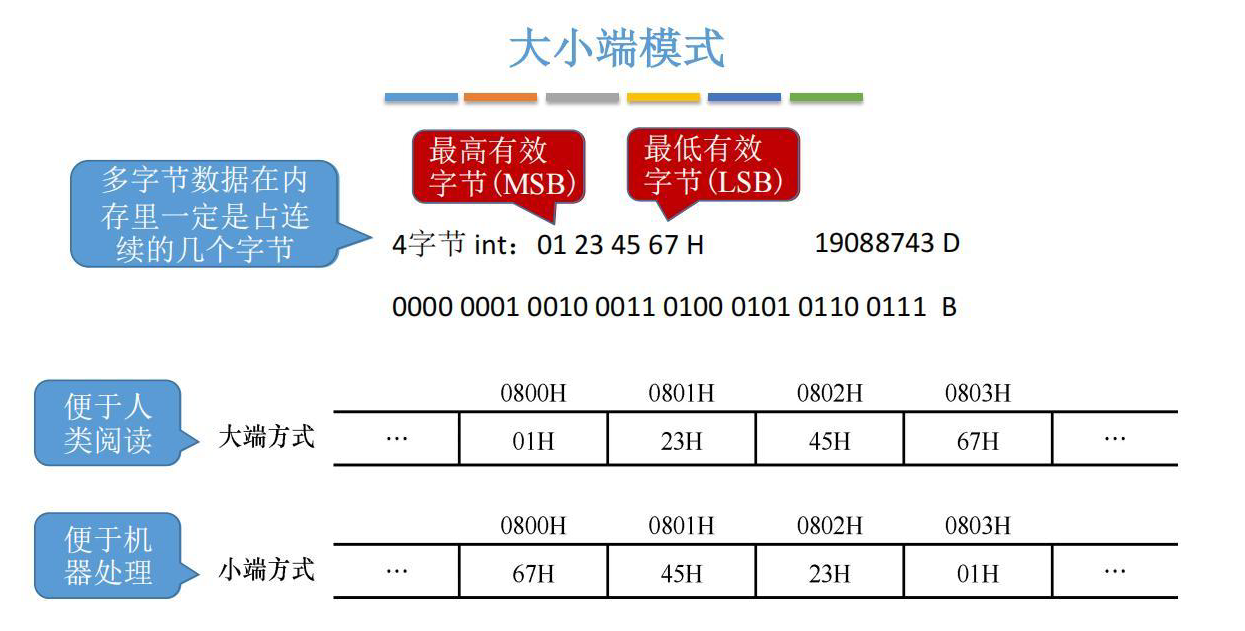 大小端模式
最高有效
字节(MSB)
最低有效
字节(LSB)
多字节数据在内
存里一定是占连
续的几个字节
4字节 int：01 23 45 67 H
19088743 D
0000 0001 0010 0011 0100 0101 0110 0111 B
便于人
类阅读
0800H 0801H 0802H 0803H
大端方式 … 01H 23H 45H 67H …
便于机
器处理
0800H 0801H 0802H 0803H
小端方式 … 67H 45H 23H 01H …